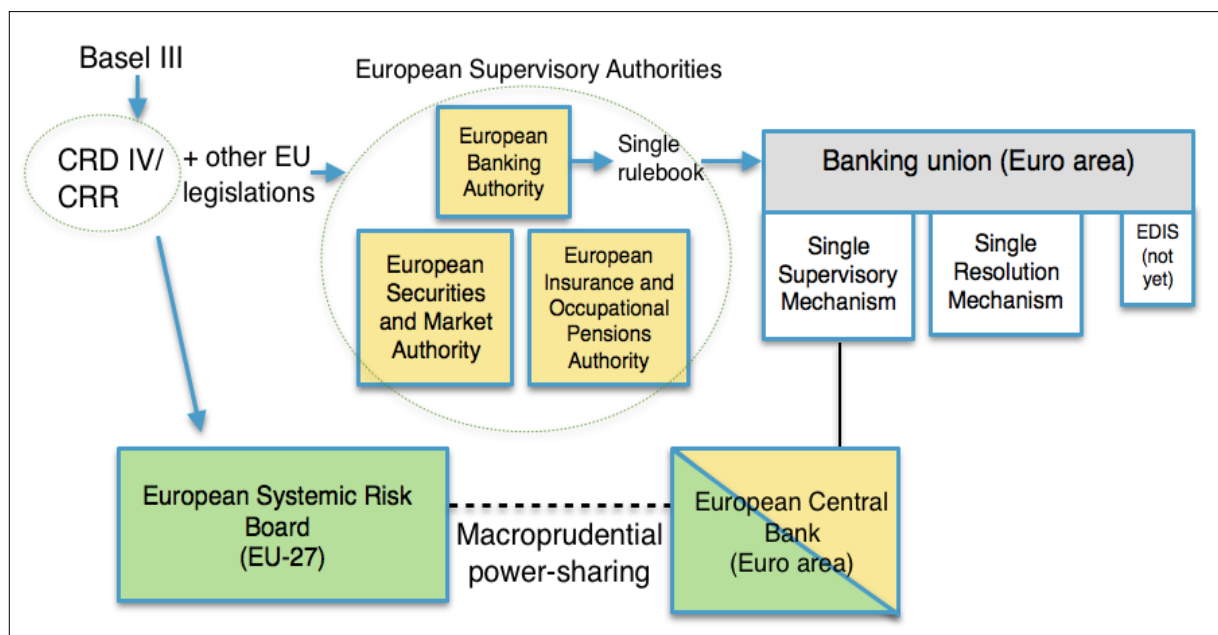 Basel III
CRD IV/
CRR
+ other EU
legislations
European Supervisory Authorities
European
Banking
Authority
Single
rulebook
European
Securities
and Market
Authority
European
Insurance and
Occupational
Pensions
Authority
Banking union (Euro area)
Single
Supervisory
Mechanism
Single
Resolution
Mechanism
EDIS
(not
yet)
European Systemic Risk
Board
(EU-27)
Macroprudential
power-sharing
European Central
Bank
(Euro area)